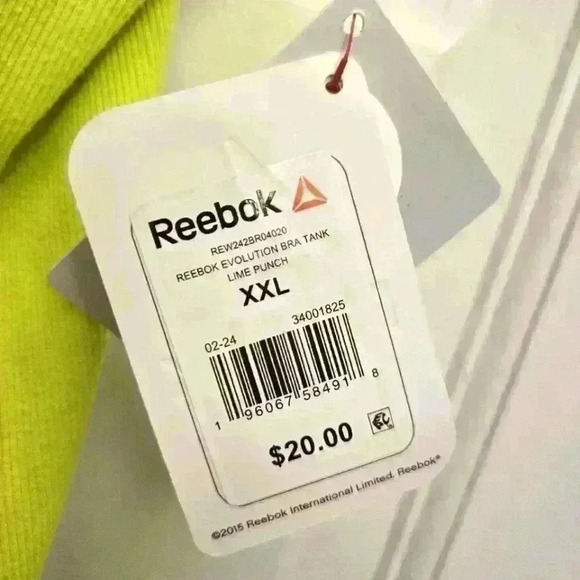 Reebok
REW242BR04020
REEBOK EVOLUTION BRA TANK
LIME PUNCH
XXL
34001825
02-24
1 96067 58491 8
$20.00
©2015 Reebok International Limited. Reebok®